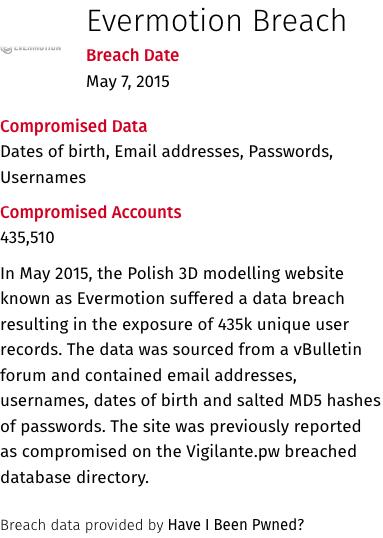 Evermotion Breach
EVERMOTION
Breach Date
May 7, 2015
Compromised Data
Dates of birth, Email addresses, Passwords,
Usernames
Compromised Accounts
435,510
In May 2015, the Polish 3D modelling website
known as Evermotion suffered a data breach
resulting in the exposure of 435k unique user
records. The data was sourced from a vBulletin
forum and contained email addresses,
usernames, dates of birth and salted MD5 hashes
of passwords. The site was previously reported
as compromised on the Vigilante.pw breached
database directory.
Breach data provided by Have I Been Pwned?